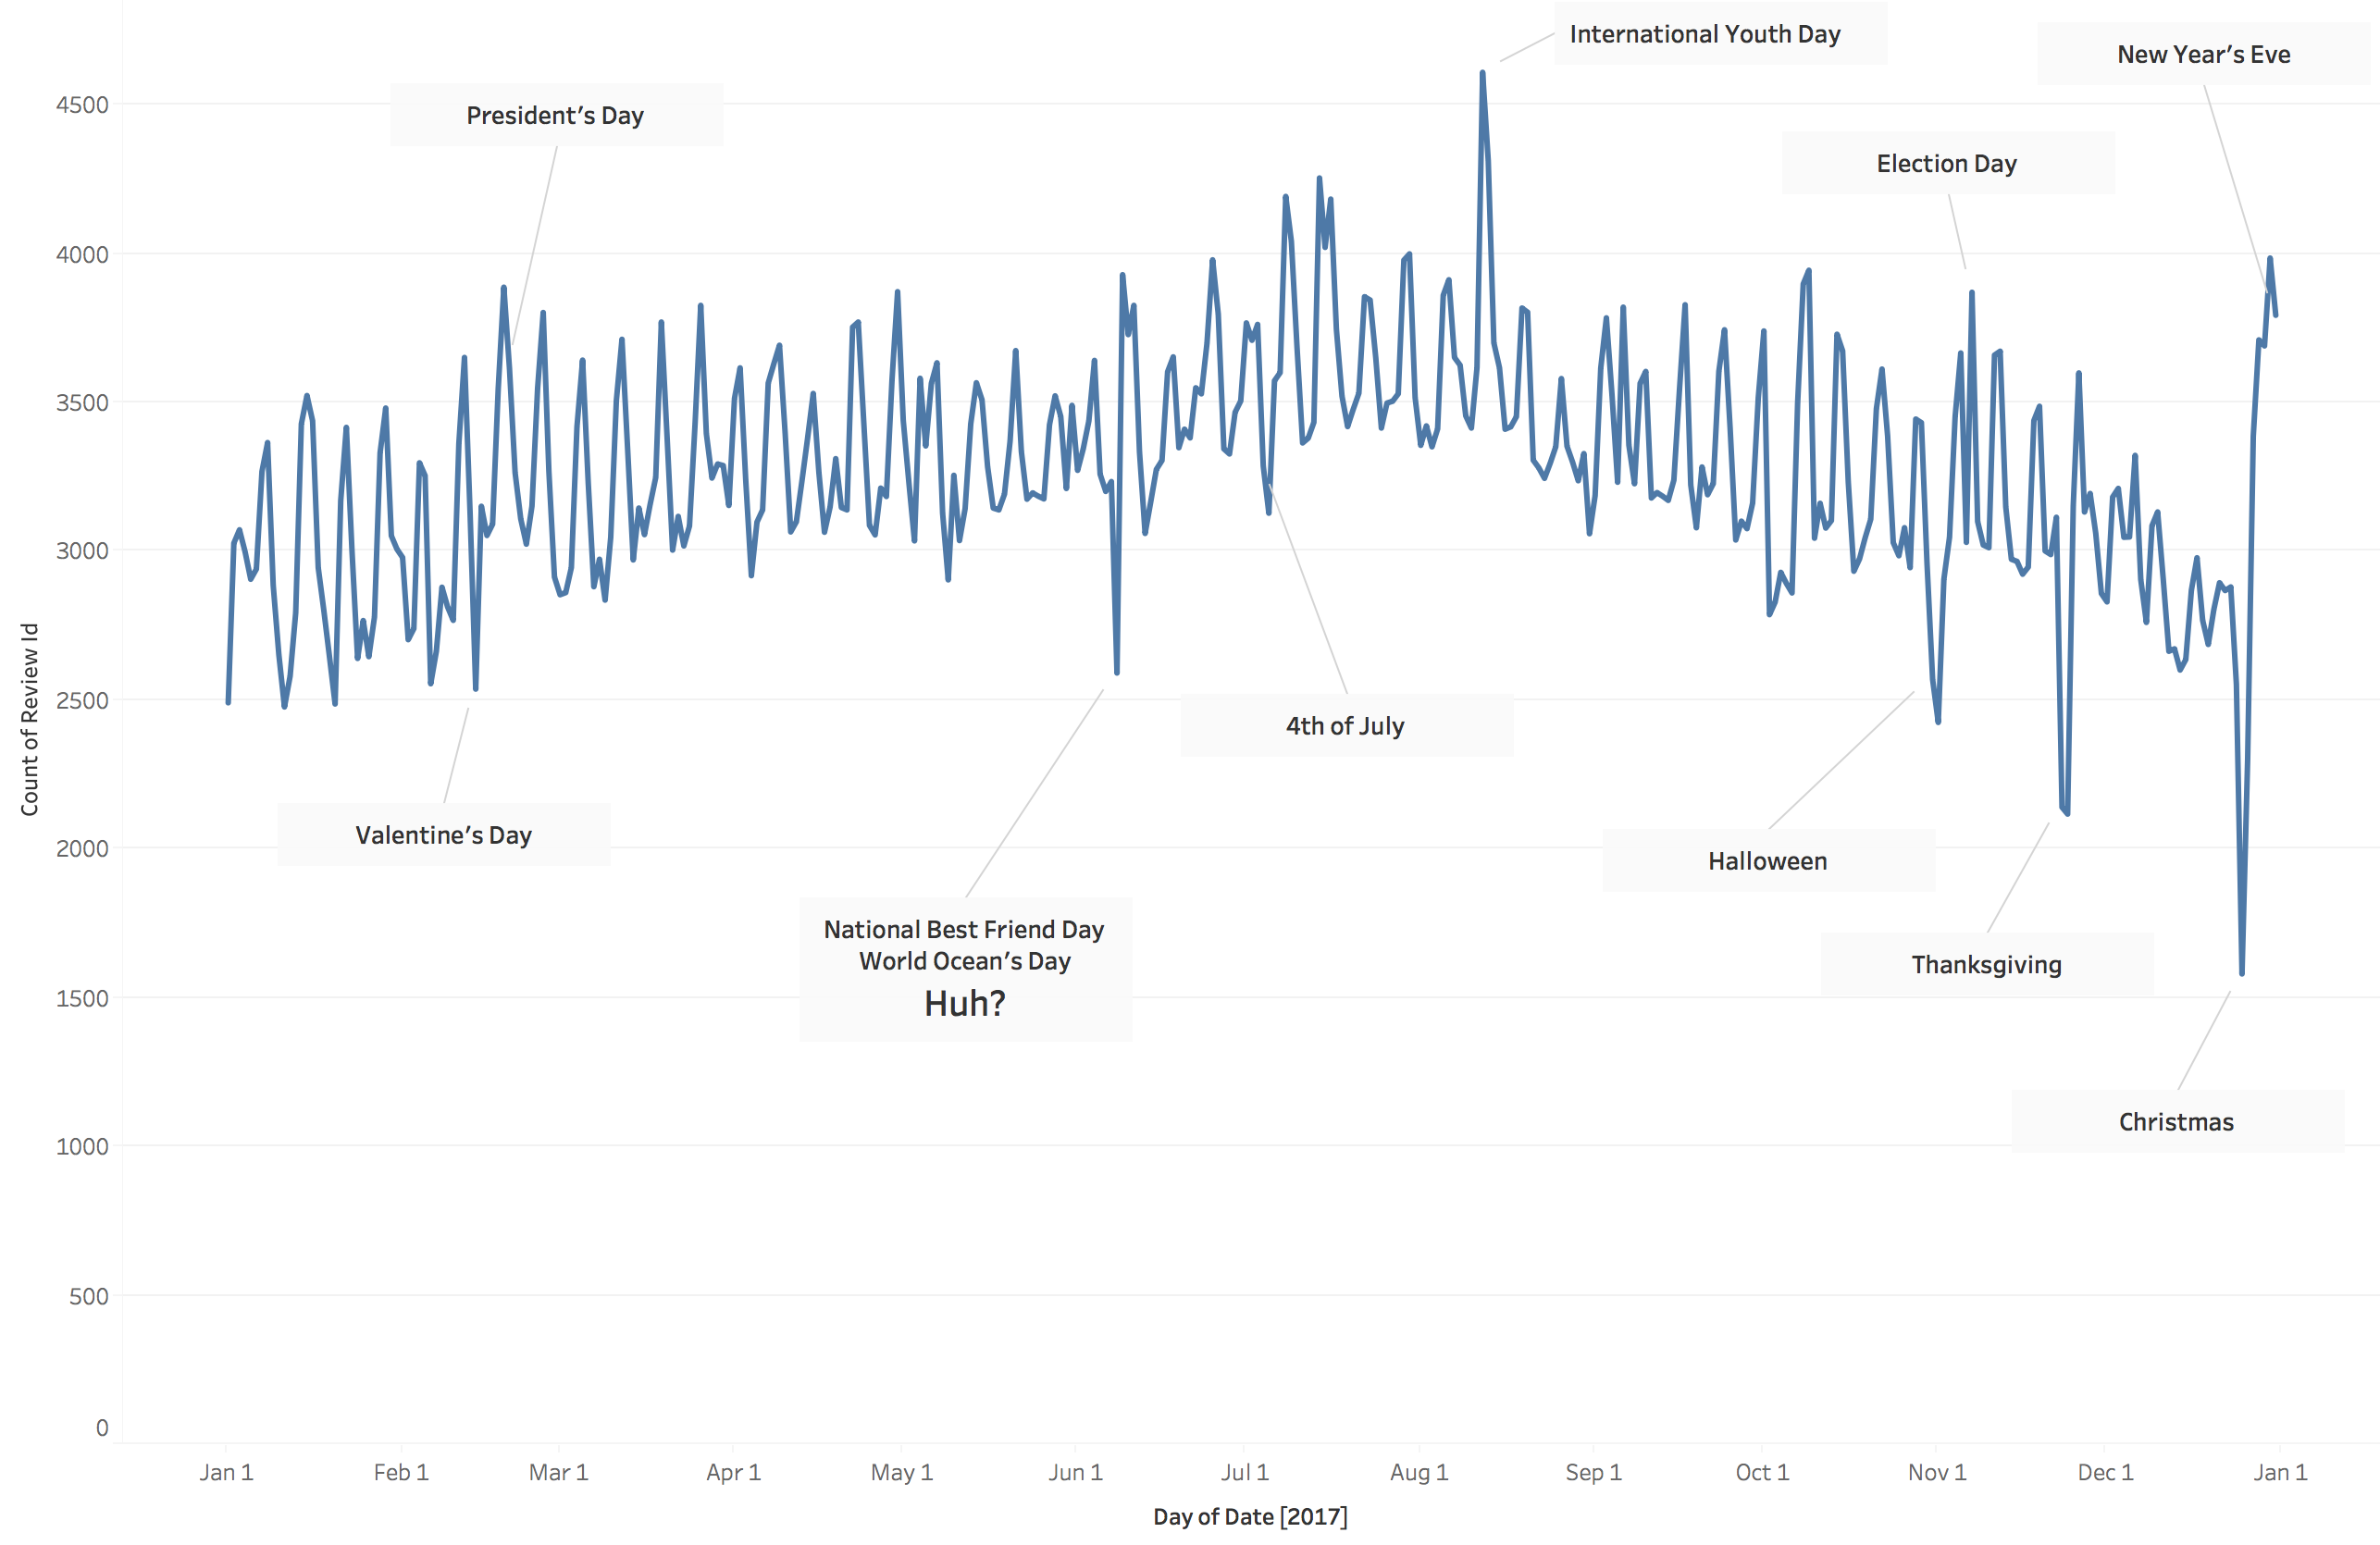 International Youth Day
New Year’s Eve
President’s Day
Election Day
4500
4000
3500
3000
2500
2000
1500
1000
500
0
Count of Review Id
4th of July
Valentine’s Day
Halloween
National Best Friend Day
World Ocean’s Day
Huh?
Thanksgiving
Christmas
Jan 1
Feb 1
Mar 1
Apr 1
May 1
Jun 1
Jul 1
Aug 1
Sep 1
Oct 1
Nov 1
Dec 1
Jan 1
Day of Date [2017]